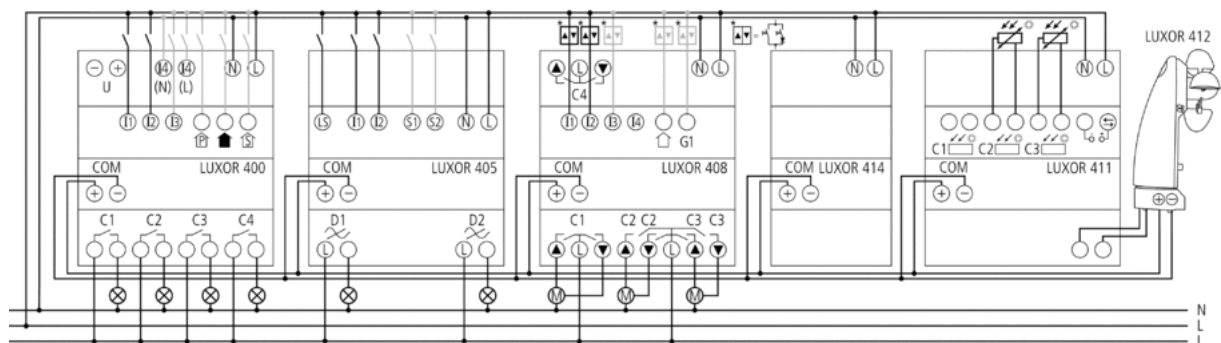 LUXOR 412
U
I4 I4 N L
(N) (L)
I1 I2 I3
P S
COM LUXOR 400
C1 C2 C3 C4
LS I1 I2 S1 S2 N L
COM LUXOR 405
D1 D2
L L
* * * * * * =
N L
L
C4
I1 I2 I3 I4
G1
COM LUXOR 408
C1 C2 C2 C3 C3
L L
M M M
N L
COM LUXOR 414
N L
C1 C2 C3
COM LUXOR 411
N
L
L